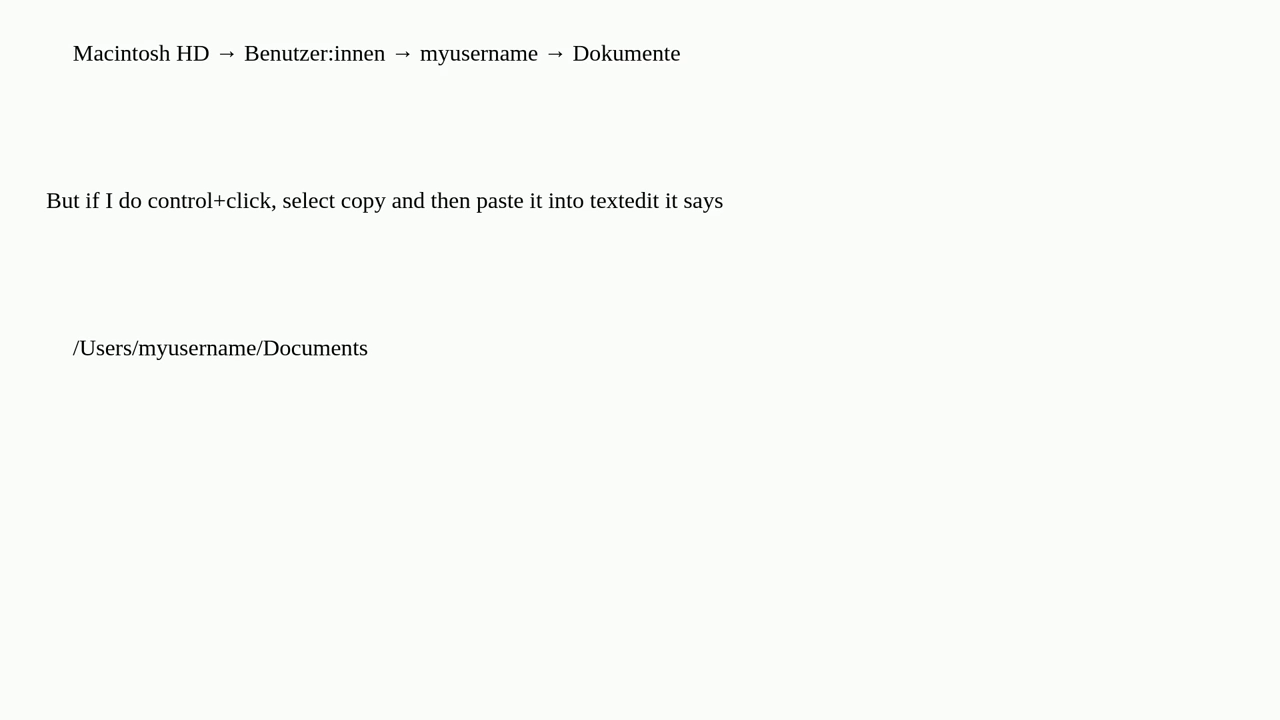 Macintosh HD → Benutzer:innen → myusername → Dokumente
But if I do control+click, select copy and then paste it into textedit it says
/Users/myusername/Documents